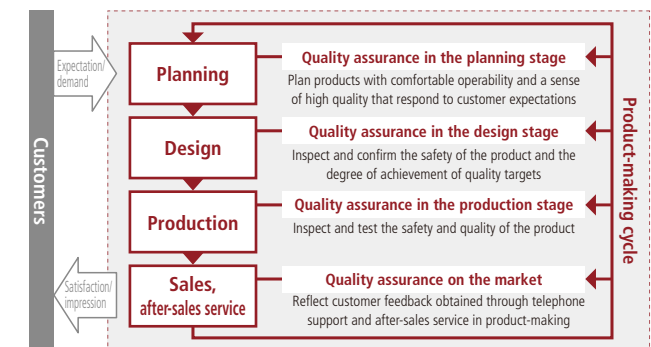 Customers
Expectation/
demand
Planning
Quality assurance in the planning stage
Plan products with comfortable operability and a sense
of high quality that respond to customer expectations
Design
Quality assurance in the design stage
Inspect and confirm the safety of the product and the
degree of achievement of quality targets
Production
Quality assurance in the production stage
Inspect and test the safety and quality of the product
Satisfaction/
impression
Sales,
after-sales service
Quality assurance on the market
Reflect customer feedback obtained through telephone
support and after-sales service in product-making
Product-making cycle